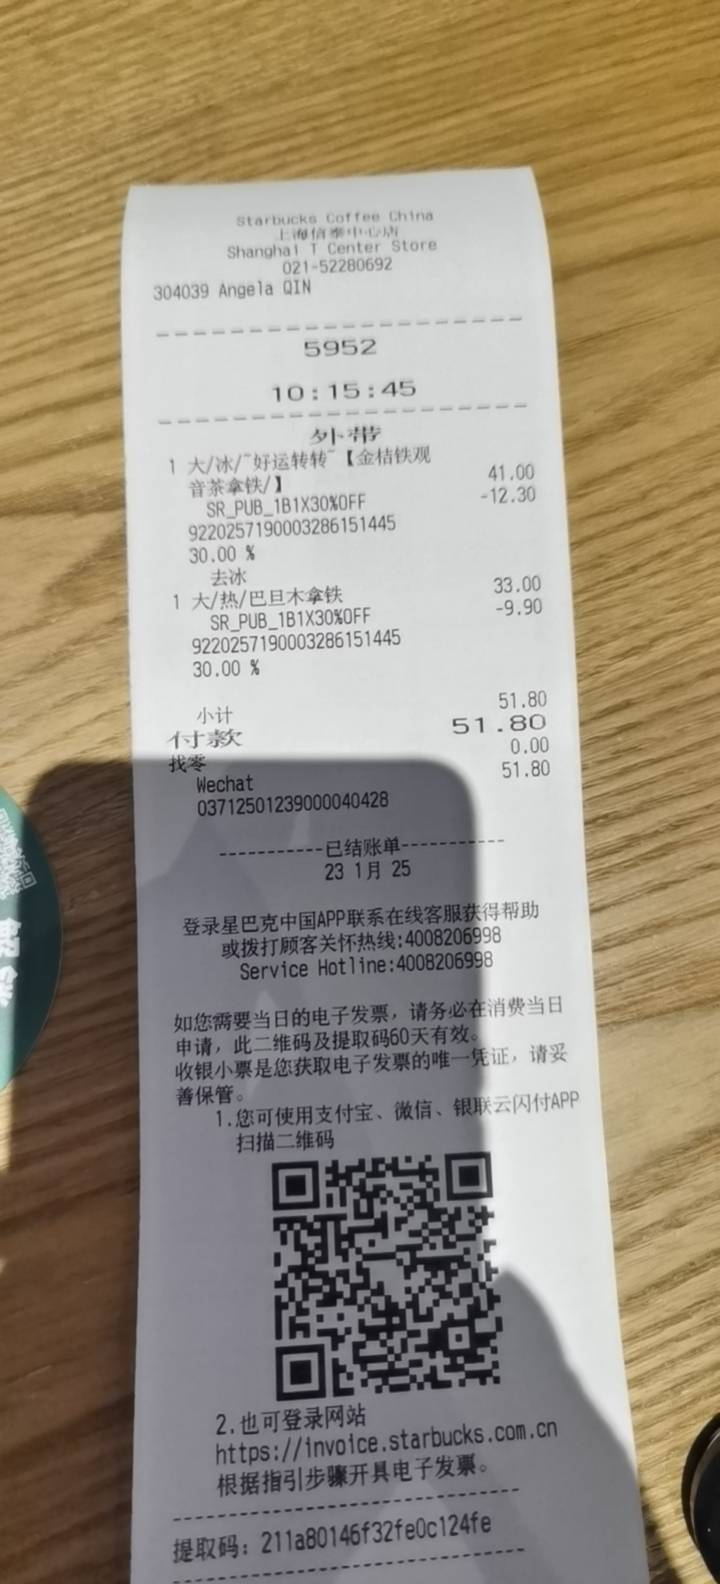 Starbucks Coffee China
上海信泰中心店
Shanghai T Center Store
021-52280692
304039 Angela QIN
5952
10:15:45
外带
1 大/冰/~好运转转~【金桔铁观
音茶拿铁/】 41.00
SR_PUB_1B1X30%OFF -12.30
9220257190003286151445
30.00 %
去冰
1 大/热/巴旦木拿铁 33.00
SR_PUB_1B1X30%OFF -9.90
9220257190003286151445
30.00 %
小计 51.80
付款 51.80
找零 0.00
Wechat 51.80
03712501239000040428
-----------已结账单-----------
23 1月 25
登录星巴克中国APP联系在线客服获得帮助
或拨打顾客关怀热线:4008206998
Service Hotline:4008206998
如您需要当日的电子发票，请务必在消费当日
申请，此二维码及提取码60天有效。
收银小票是您获取电子发票的唯一凭证，请妥
善保管。
1.您可使用支付宝、微信、银联云闪付APP
扫描二维码
2.也可登录网站
https://invoice.starbucks.com.cn
根据指引步骤开具电子发票。
提取码：211a80146f32fe0c124fe